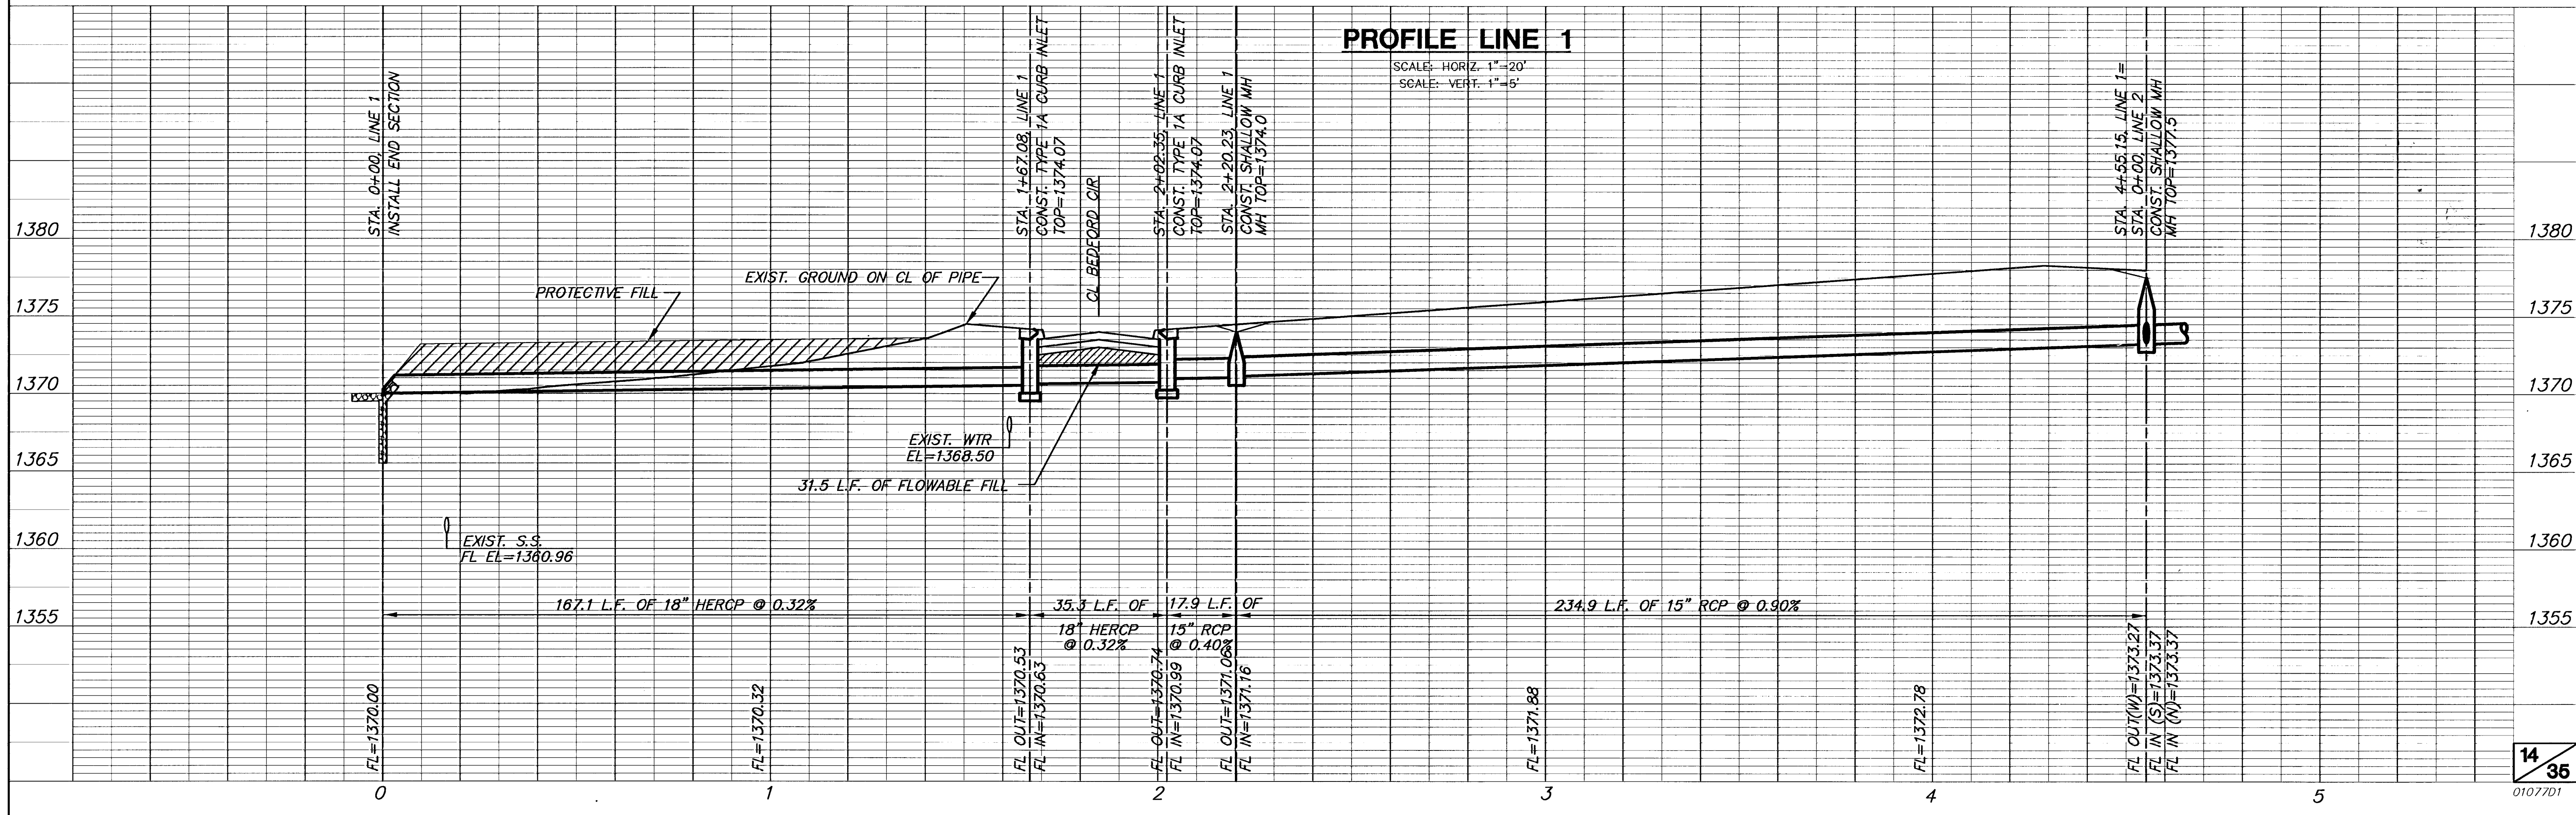 PROFILE LINE 1
SCALE: HORIZ. 1"=20'
SCALE: VERT. 1"=5'
STA. 0+00, LINE 1
INSTALL END SECTION
STA. 1+67.08, LINE 1
CONST. TYPE 1A CURB INLET
TOP=1374.07
CL BEDFORD CIR
STA. 2+02.35, LINE 1
CONST. TYPE 1A CURB INLET
TOP=1374.07
STA. 2+20.23, LINE 1
CONST. SHALLOW MH
MH TOP=1374.0
STA. 4+55.15, LINE 1=
STA. 0+00, LINE 2
CONST. SHALLOW MH
MH TOP=1377.5
1380
1380
EXIST. GROUND ON CL OF PIPE
PROTECTIVE FILL
1375
1375
1370
1370
EXIST. WTR
EL=1368.50
1365
1365
31.5 L.F. OF FLOWABLE FILL
1360
1360
EXIST. S.S.
FL EL=1360.96
167.1 L.F. OF 18" HERCP @ 0.32%
35.3 L.F. OF
18" HERCP
@ 0.32%
17.9 L.F. OF
15" RCP
@ 0.40%
234.9 L.F. OF 15" RCP @ 0.90%
1355
1355
FL=1370.00
FL=1370.32
FL OUT=1370.53
FL IN=1370.63
FL OUT=1370.74
FL IN=1370.99
FL OUT=1371.06
FL IN=1371.16
FL=1371.88
FL=1372.78
FL OUT(W)=1373.27
FL IN (S)=1373.37
FL IN (N)=1373.37
0
1
2
3
4
5
14
35
01077D1